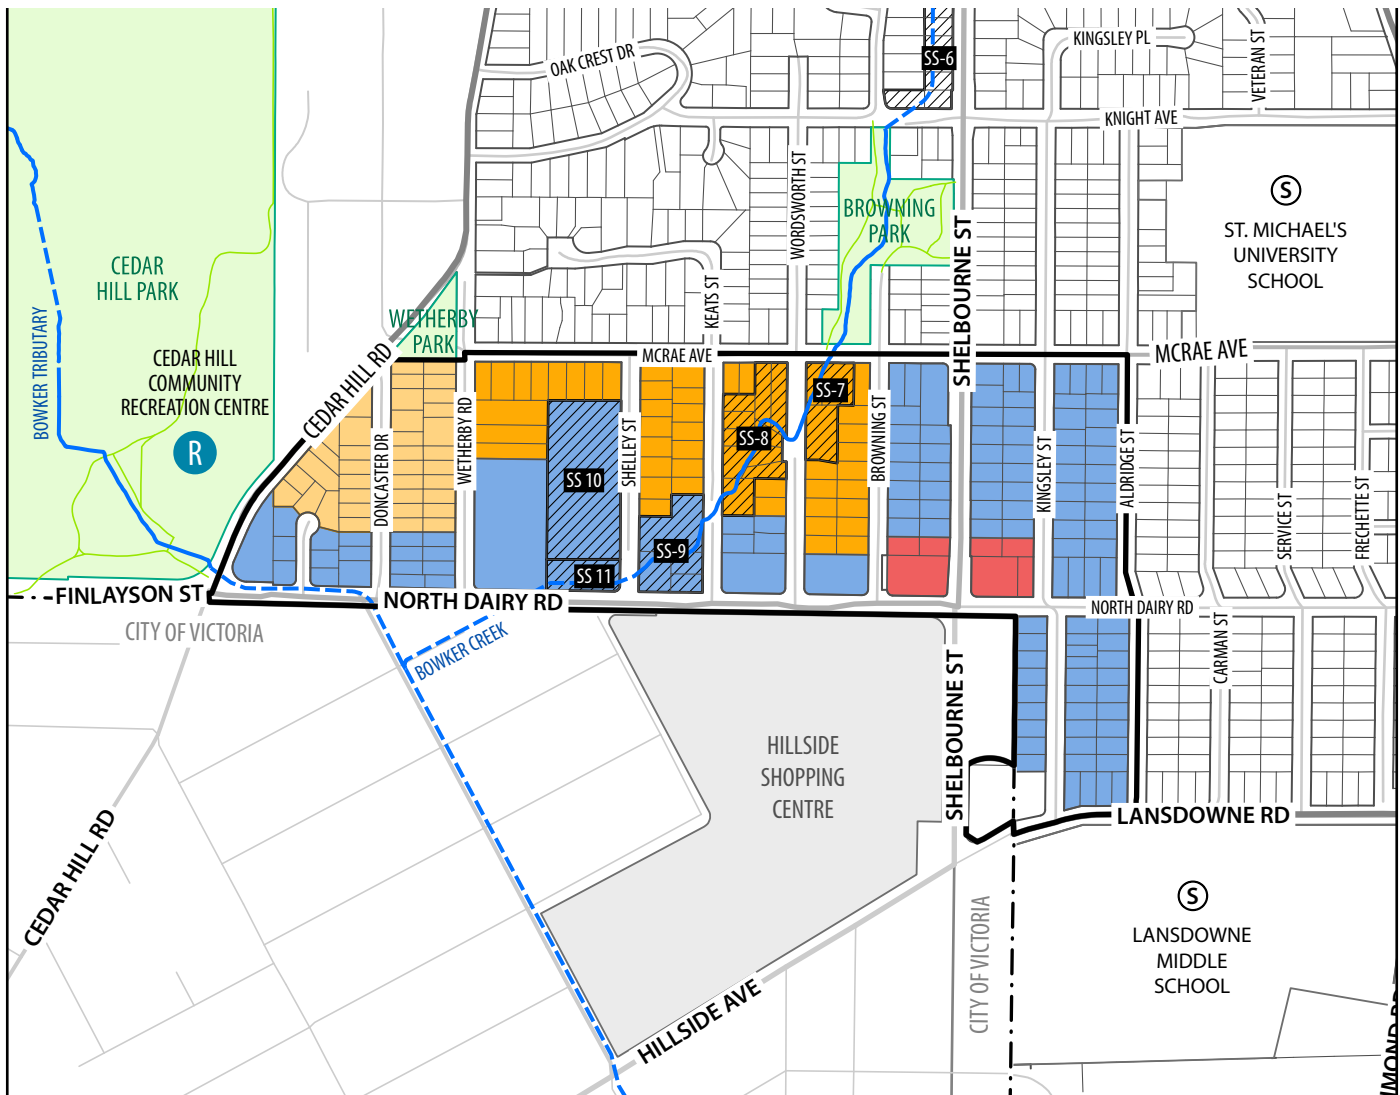 OAK CREST DR
SS-6
KINGSLEY PL
VETERAN ST
KNIGHT AVE
WORDSWORTH ST
BROWNING
PARK
SHELBOURNE ST
S
ST. MICHAEL'S
UNIVERSITY
SCHOOL
CEDAR
HILL PARK
KEATS ST
WETHERBY
PARK
BOWKER TRIBUTARY
CEDAR HILL
COMMUNITY
RECREATION CENTRE
R
CEDAR HILL RD
MCRAE AVE
MCRAE AVE
SS-7
SS-8
DONCASTER DR
WETHERBY RD
SHELLEY ST
BROWNING ST
KINGSLEY ST
ALDRIDGE ST
SERVICE ST
FRECHETTE ST
SS 10
SS-9
SS 11
FINLAYSON ST
NORTH DAIRY RD
NORTH DAIRY RD
CITY OF VICTORIA
BOWKER CREEK
CARMAN ST
SHELBOURNE ST
HILLSIDE
SHOPPING
CENTRE
LANSDOWNE RD
CEDAR HILL RD
S
LANSDOWNE
MIDDLE
SCHOOL
CITY OF VICTORIA
HILLSIDE AVE